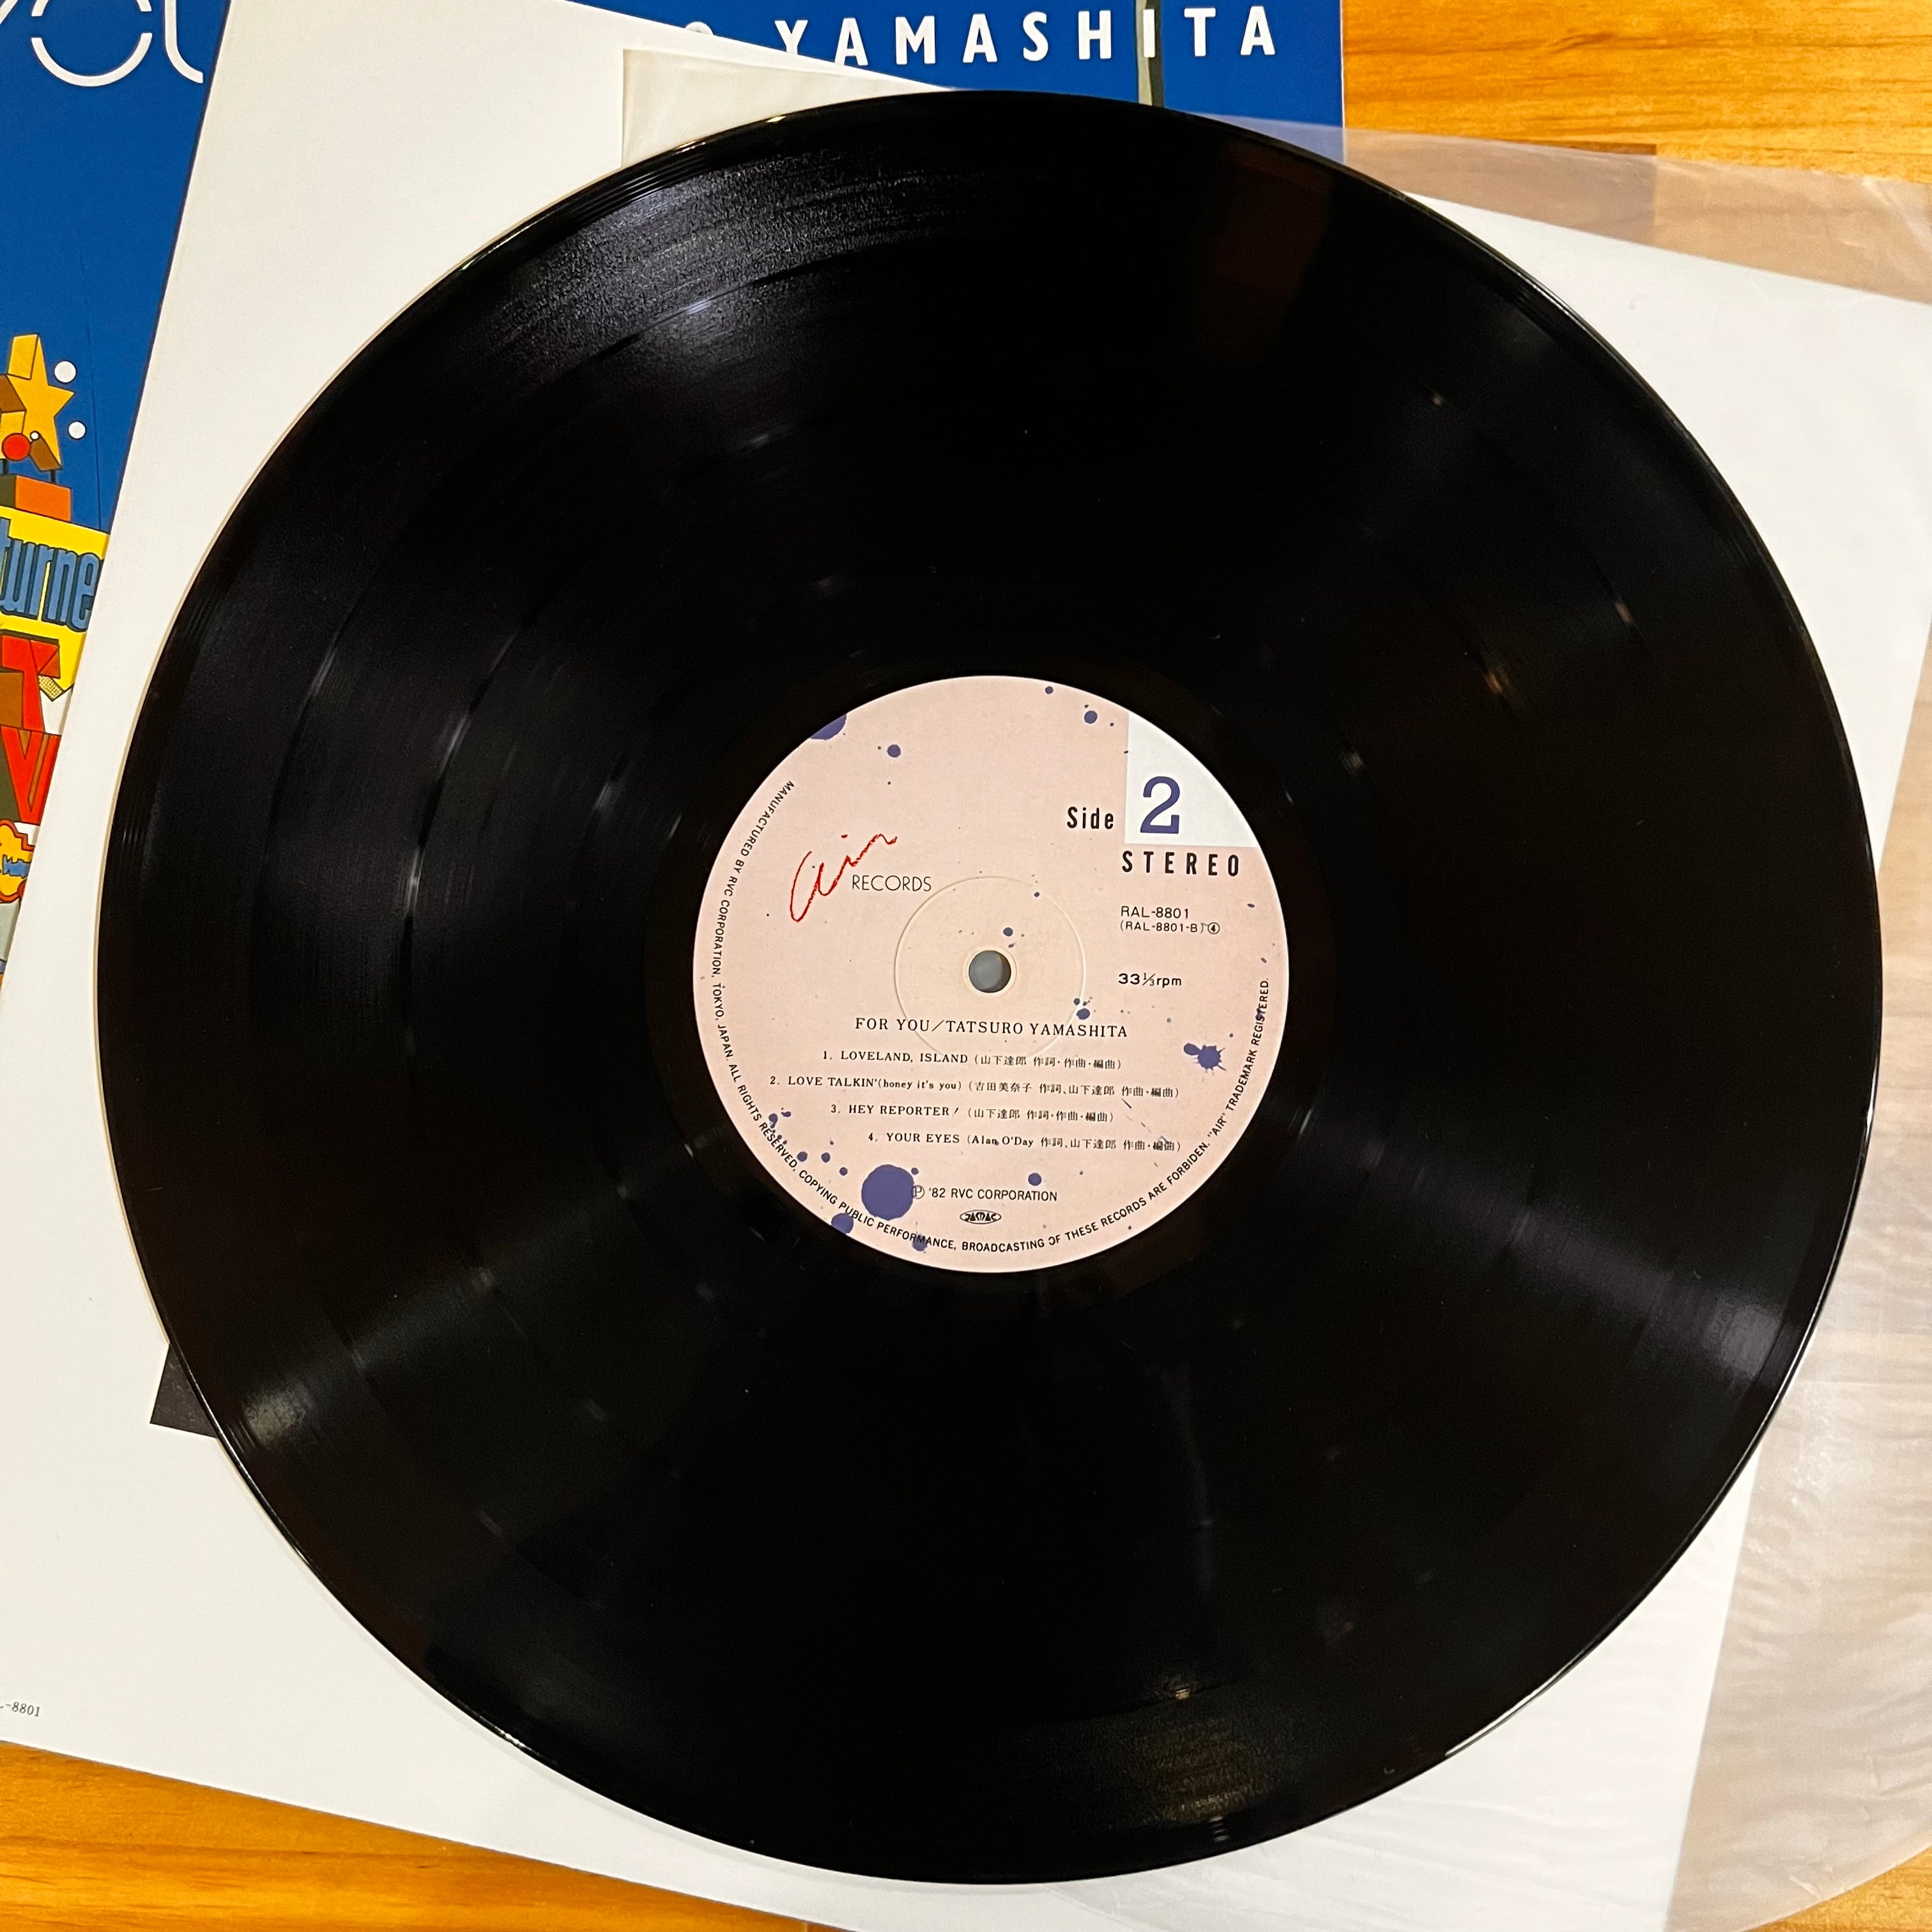 YOU
YAMASHITA
turne
TV
Side 2
STEREO
Air
RECORDS
RAL-8801
(RAL-8801-B) ④
33⅓rpm
FOR YOU／TATSURO YAMASHITA
1. LOVELAND, ISLAND (山下達郎 作詞・作曲・編曲)
2. LOVE TALKIN' (honey it's you) (吉田美奈子 作詞、山下達郎 作曲・編曲)
3. HEY REPORTER! (山下達郎 作詞・作曲・編曲)
4. YOUR EYES (Alan O'Day 作詞、山下達郎 作曲・編曲)
Ⓟ '82 RVC CORPORATION
JASRAC
MANUFACTURED BY RVC CORPORATION, TOKYO, JAPAN. ALL RIGHTS RESERVED, COPYING PUBLIC PERFORMANCE, BROADCASTING OF THESE RECORDS ARE FORBIDEN. "AIR" TRADEMARK REGISTERED.
-8801